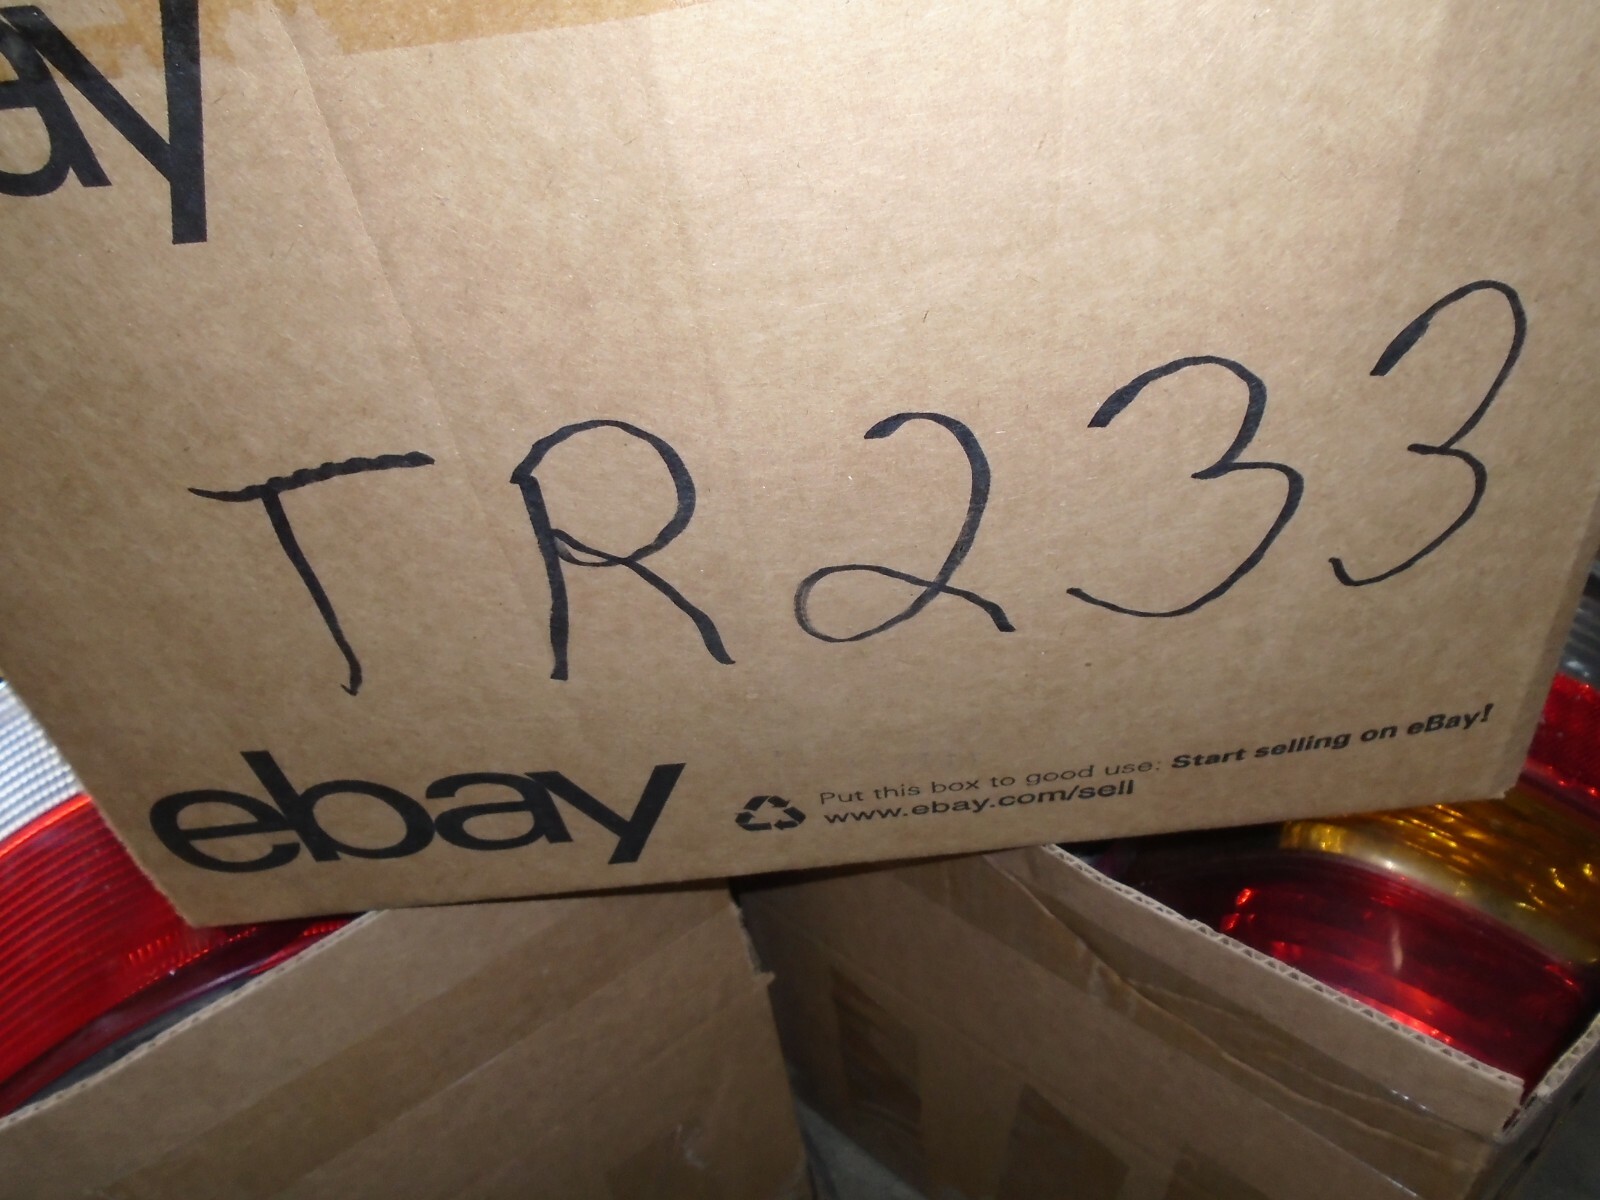 ay
TR233
ebay
Put this box to good use: Start selling on eBay!
www.ebay.com/sell